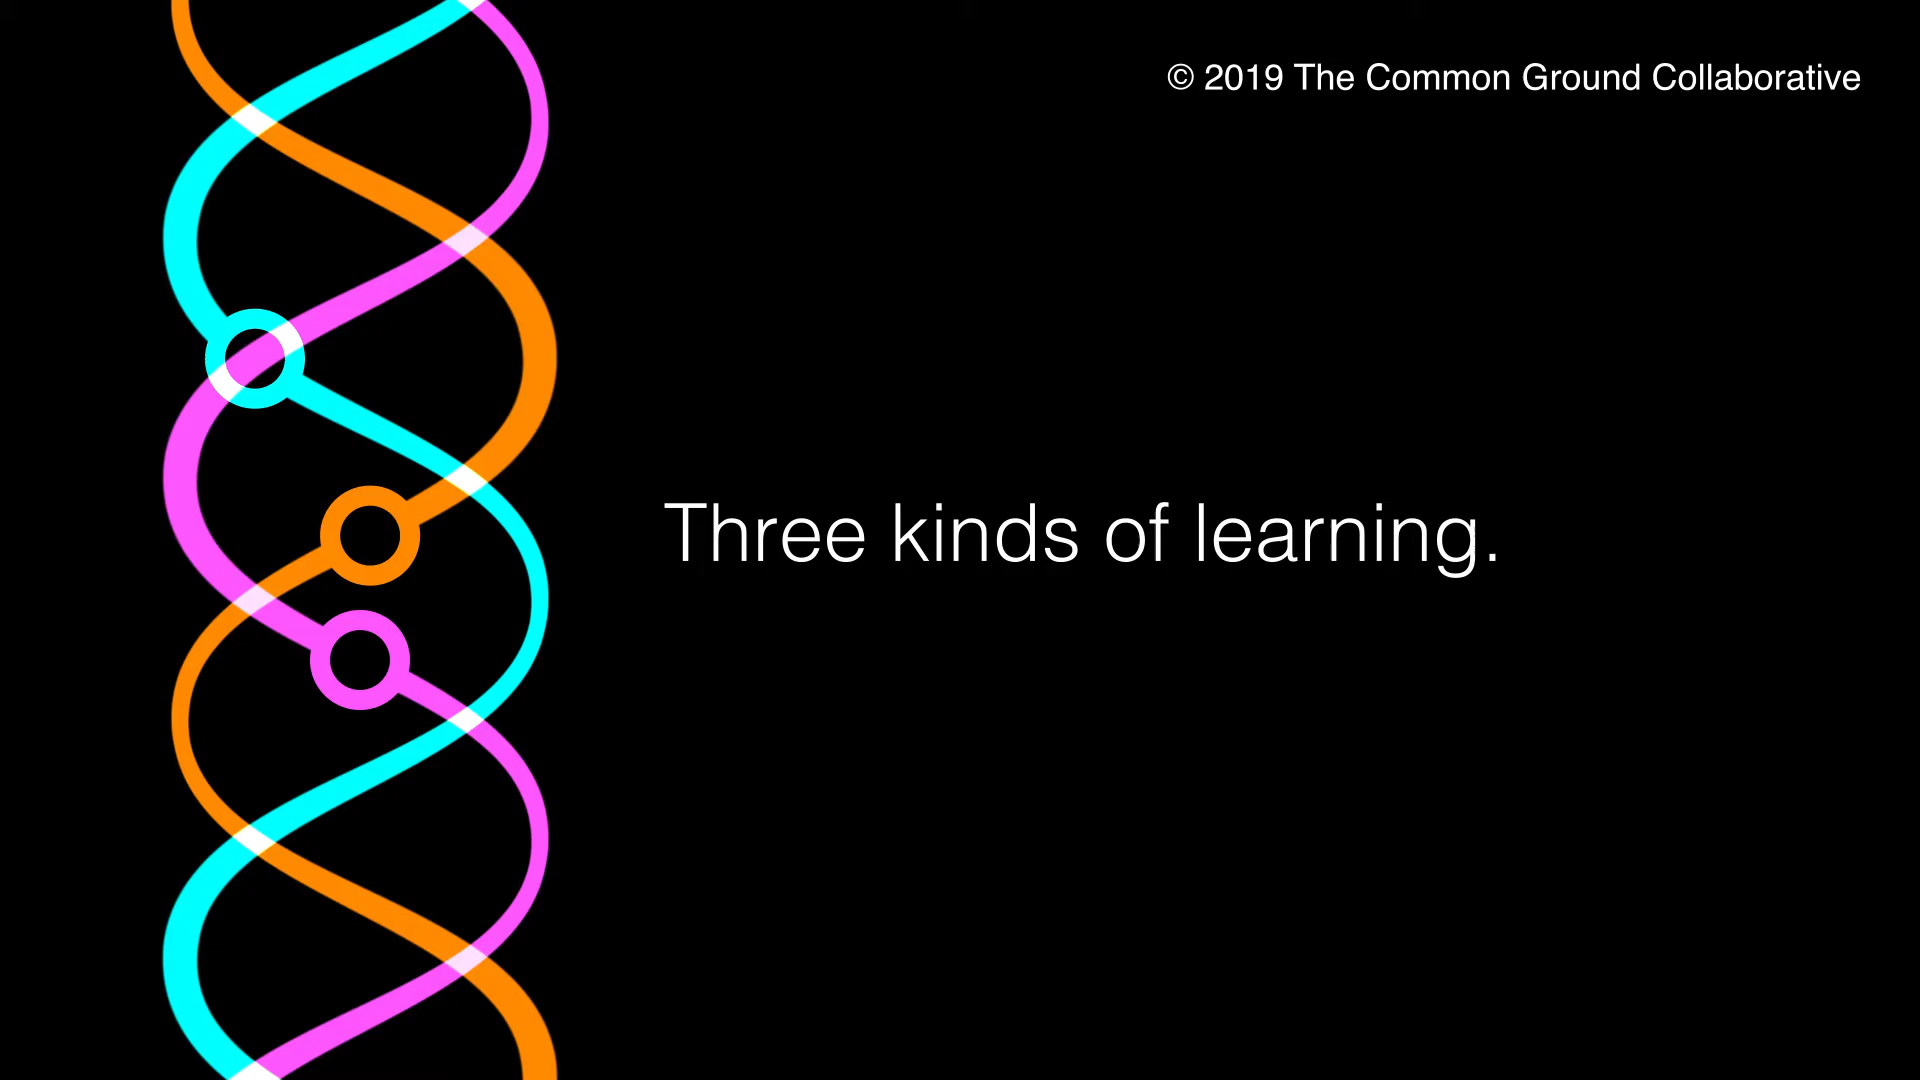 © 2019 The Common Ground Collaborative
Three kinds of learning.